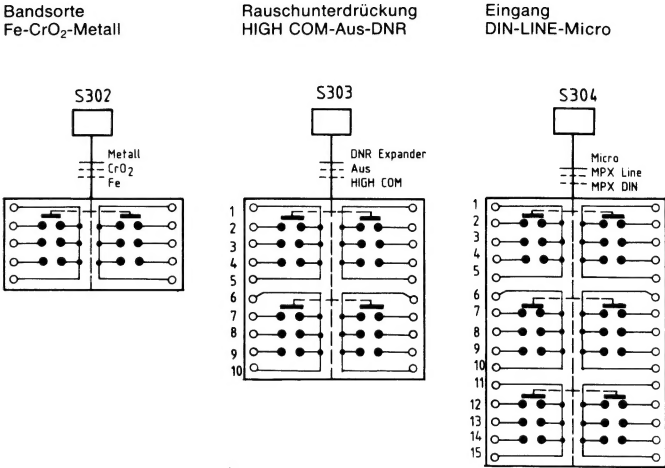 Bandsorte
Fe-CrO₂-Metall
Rauschunterdrückung
HIGH COM-Aus-DNR
Eingang
DIN-LINE-Micro
S302
Metall
CrO₂
Fe
S303
DNR Expander
Aus
HIGH COM
1
2
3
4
5
6
7
8
9
10
S304
Micro
MPX Line
MPX DIN
1
2
3
4
5
6
7
8
9
10
11
12
13
14
15